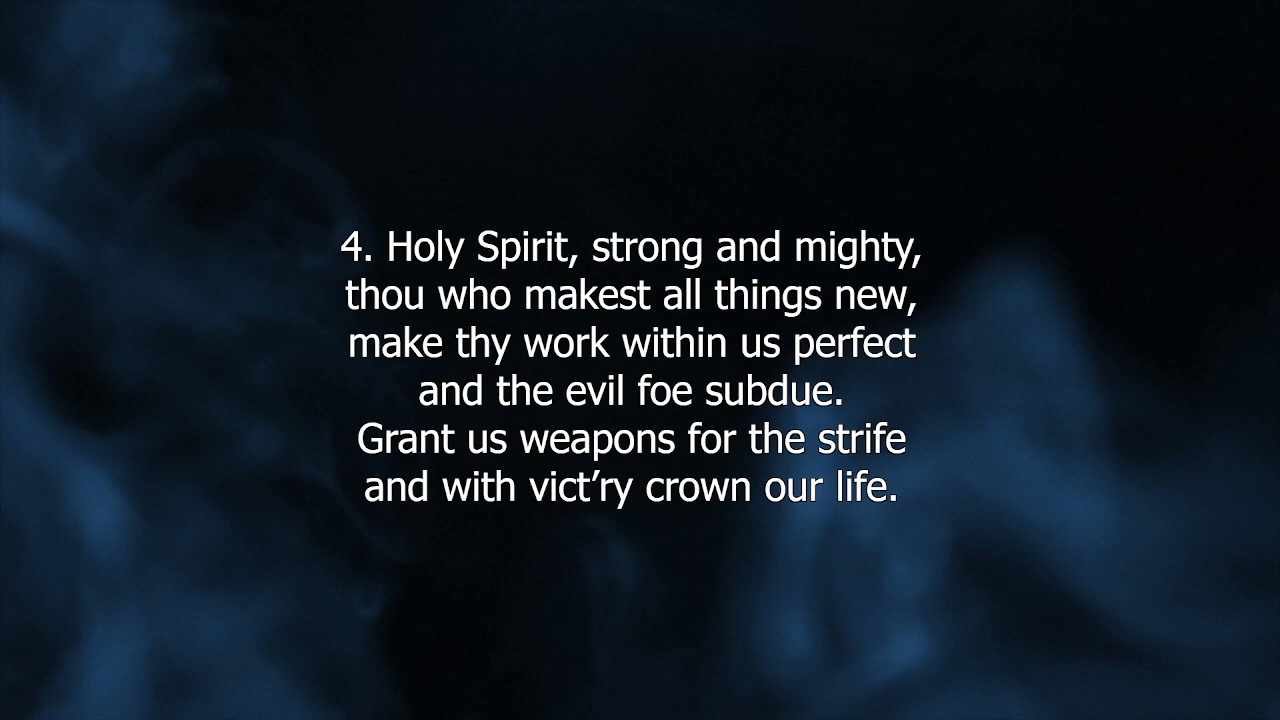 4. Holy Spirit, strong and mighty,
thou who makest all things new,
make thy work within us perfect
and the evil foe subdue.
Grant us weapons for the strife
and with vict’ry crown our life.